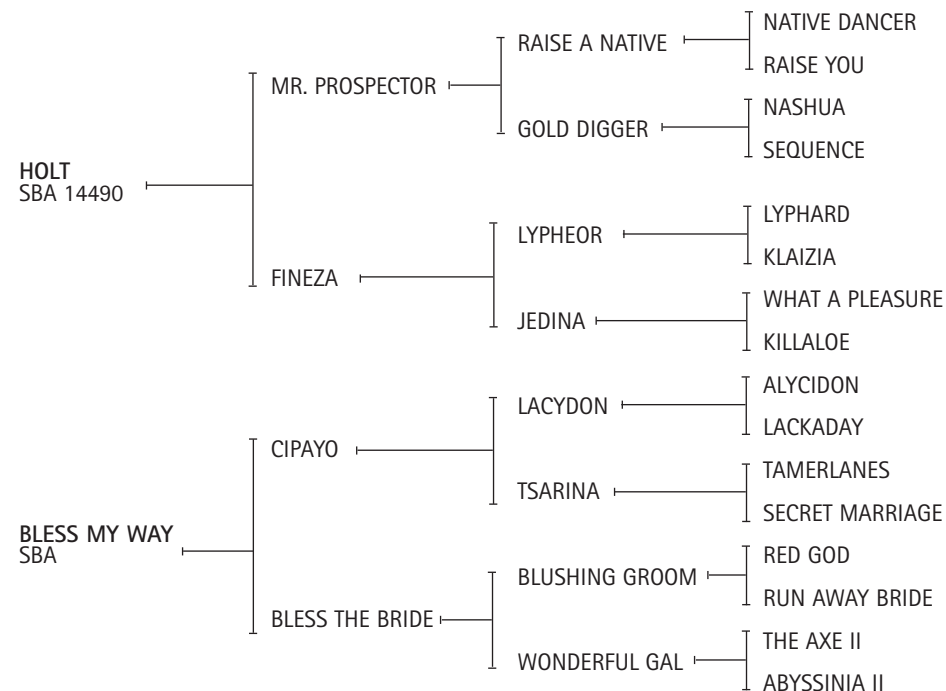 NATIVE DANCER
RAISE A NATIVE
RAISE YOU
MR. PROSPECTOR
NASHUA
GOLD DIGGER
SEQUENCE
HOLT
SBA 14490
LYPHARD
LYPHEOR
KLAIZIA
FINEZA
WHAT A PLEASURE
JEDINA
KILLALOE
ALYCIDON
LACYDON
LACKADAY
CIPAYO
TAMERLANES
TSARINA
SECRET MARRIAGE
BLESS MY WAY
SBA
RED GOD
BLUSHING GROOM
RUN AWAY BRIDE
BLESS THE BRIDE
THE AXE II
WONDERFUL GAL
ABYSSINIA II